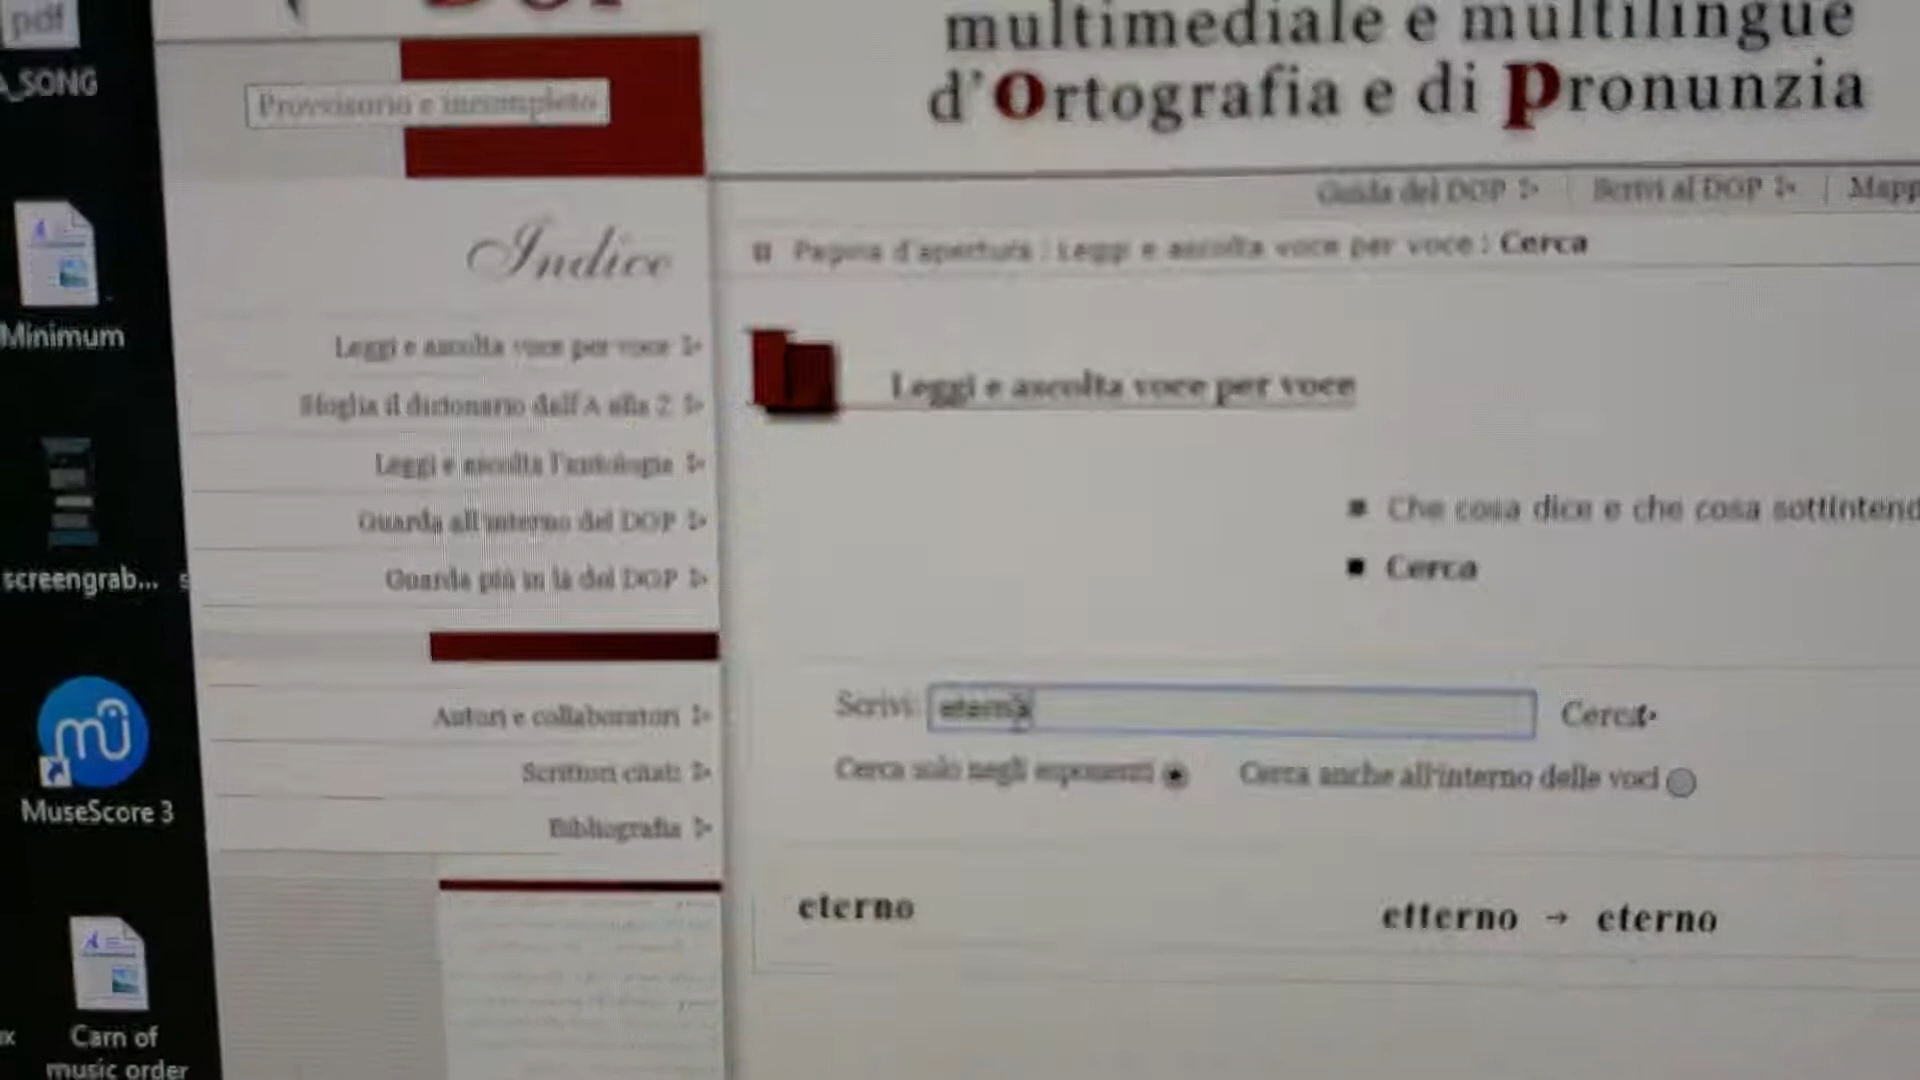 pdf
A_SONG
Minimum
screengrab...
MuseScore 3
Carn of
music order
DOP
multimediale e multilingue
d'Ortografia e di Pronunzia
Provvisorio e incompleto
Guida del DOP
Scrivi al DOP
Mapp
Indice
Pagina d'apertura : Leggi e ascolta voce per voce : Cerca
Leggi e ascolta voce per voce
Sfoglia il dizionario dall'A alla Z
Leggi e ascolta l'antologia
Guarda all'interno del DOP
Guarda più in là del DOP
Autori e collaboratori
Scrittori citati
Bibliografia
Leggi e ascolta voce per voce
Che cosa dice e che cosa sottintend
Cerca
Scrivi:
Cerca
Cerca solo negli esponenti
Cerca anche all'interno delle voci
eterno
etterno → eterno